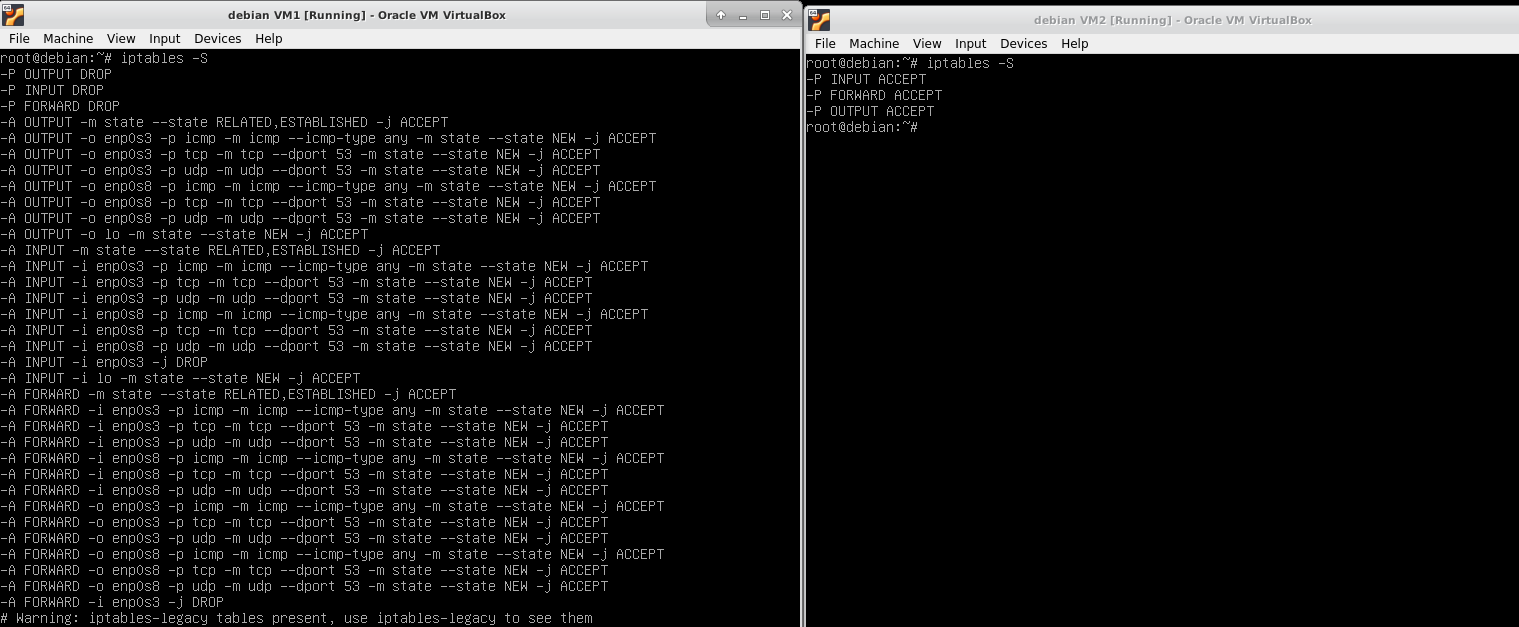 debian VM1 [Running] - Oracle VM VirtualBox
File Machine View Input Devices Help
root@debian:~# iptables -S
-P OUTPUT DROP
-P INPUT DROP
-P FORWARD DROP
-A OUTPUT -m state --state RELATED,ESTABLISHED -j ACCEPT
-A OUTPUT -o enp0s3 -p icmp -m icmp --icmp-type any -m state --state NEW -j ACCEPT
-A OUTPUT -o enp0s3 -p tcp -m tcp --dport 53 -m state --state NEW -j ACCEPT
-A OUTPUT -o enp0s3 -p udp -m udp --dport 53 -m state --state NEW -j ACCEPT
-A OUTPUT -o enp0s8 -p icmp -m icmp --icmp-type any -m state --state NEW -j ACCEPT
-A OUTPUT -o enp0s8 -p tcp -m tcp --dport 53 -m state --state NEW -j ACCEPT
-A OUTPUT -o enp0s8 -p udp -m udp --dport 53 -m state --state NEW -j ACCEPT
-A OUTPUT -o lo -m state --state NEW -j ACCEPT
-A INPUT -m state --state RELATED,ESTABLISHED -j ACCEPT
-A INPUT -i enp0s3 -p icmp -m icmp --icmp-type any -m state --state NEW -j ACCEPT
-A INPUT -i enp0s3 -p tcp -m tcp --dport 53 -m state --state NEW -j ACCEPT
-A INPUT -i enp0s3 -p udp -m udp --dport 53 -m state --state NEW -j ACCEPT
-A INPUT -i enp0s8 -p icmp -m icmp --icmp-type any -m state --state NEW -j ACCEPT
-A INPUT -i enp0s8 -p tcp -m tcp --dport 53 -m state --state NEW -j ACCEPT
-A INPUT -i enp0s8 -p udp -m udp --dport 53 -m state --state NEW -j ACCEPT
-A INPUT -i enp0s3 -j DROP
-A INPUT -i lo -m state --state NEW -j ACCEPT
-A FORWARD -m state --state RELATED,ESTABLISHED -j ACCEPT
-A FORWARD -i enp0s3 -p icmp -m icmp --icmp-type any -m state --state NEW -j ACCEPT
-A FORWARD -i enp0s3 -p tcp -m tcp --dport 53 -m state --state NEW -j ACCEPT
-A FORWARD -i enp0s3 -p udp -m udp --dport 53 -m state --state NEW -j ACCEPT
-A FORWARD -i enp0s8 -p icmp -m icmp --icmp-type any -m state --state NEW -j ACCEPT
-A FORWARD -i enp0s8 -p tcp -m tcp --dport 53 -m state --state NEW -j ACCEPT
-A FORWARD -i enp0s8 -p udp -m udp --dport 53 -m state --state NEW -j ACCEPT
-A FORWARD -o enp0s3 -p icmp -m icmp --icmp-type any -m state --state NEW -j ACCEPT
-A FORWARD -o enp0s3 -p tcp -m tcp --dport 53 -m state --state NEW -j ACCEPT
-A FORWARD -o enp0s3 -p udp -m udp --dport 53 -m state --state NEW -j ACCEPT
-A FORWARD -o enp0s8 -p icmp -m icmp --icmp-type any -m state --state NEW -j ACCEPT
-A FORWARD -o enp0s8 -p tcp -m tcp --dport 53 -m state --state NEW -j ACCEPT
-A FORWARD -o enp0s8 -p udp -m udp --dport 53 -m state --state NEW -j ACCEPT
-A FORWARD -i enp0s3 -j DROP
# Warning: iptables-legacy tables present, use iptables-legacy to see them
debian VM2 [Running] - Oracle VM VirtualBox
File Machine View Input Devices Help
root@debian:~# iptables -S
-P INPUT ACCEPT
-P FORWARD ACCEPT
-P OUTPUT ACCEPT
root@debian:~#